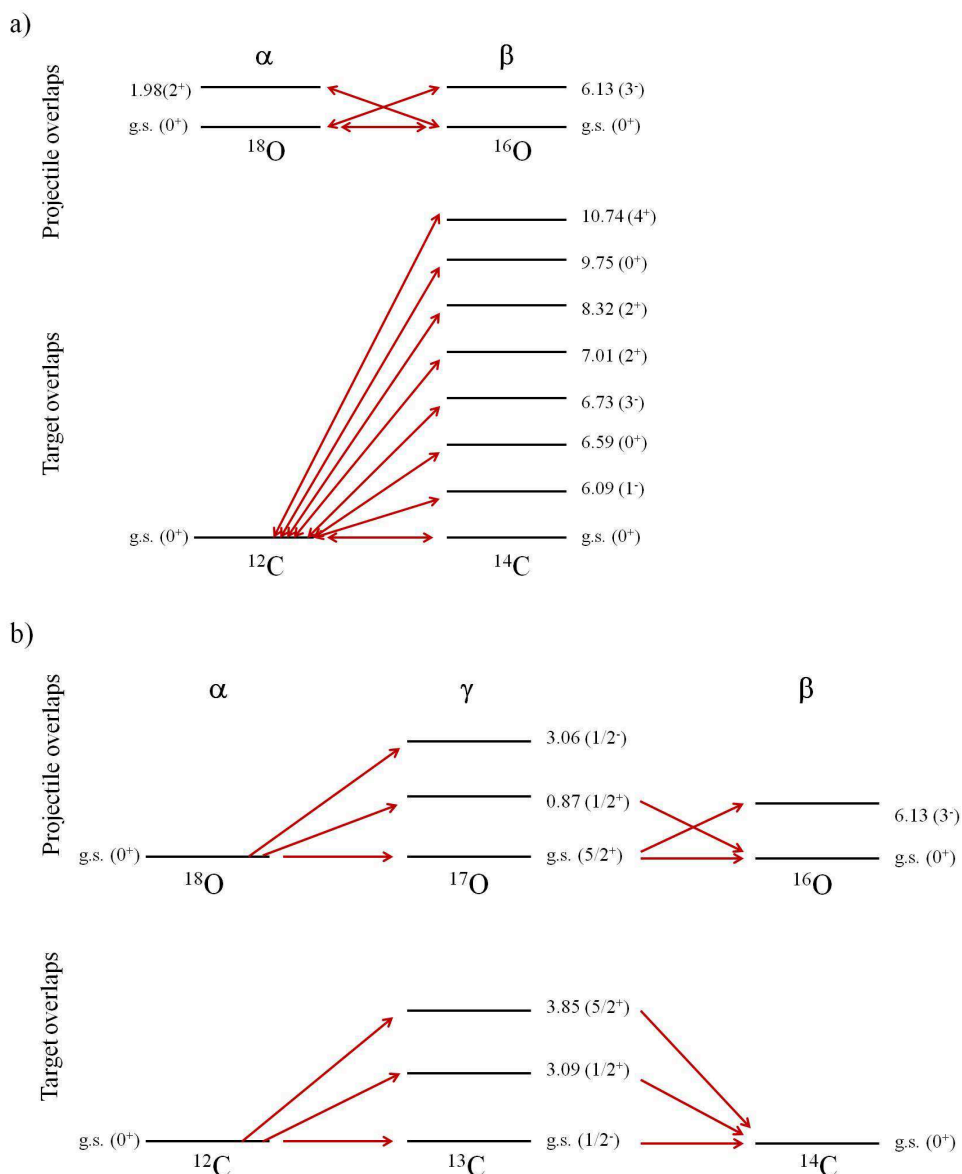 a)
Projectile overlaps
α β
1.98(2⁺) 6.13 (3⁻)
g.s. (0⁺) g.s. (0⁺)
¹⁸O ¹⁶O
Target overlaps
10.74 (4⁺)
9.75 (0⁺)
8.32 (2⁺)
7.01 (2⁺)
6.73 (3⁻)
6.59 (0⁺)
6.09 (1⁻)
g.s. (0⁺) g.s. (0⁺)
¹²C ¹⁴C
b)
Projectile overlaps
α γ β
3.06 (1/2⁻)
0.87 (1/2⁺) 6.13 (3⁻)
g.s. (0⁺) g.s. (5/2⁺) g.s. (0⁺)
¹⁸O ¹⁷O ¹⁶O
Target overlaps
3.85 (5/2⁺)
3.09 (1/2⁺)
g.s. (0⁺) g.s. (1/2⁻) g.s. (0⁺)
¹²C ¹³C ¹⁴C